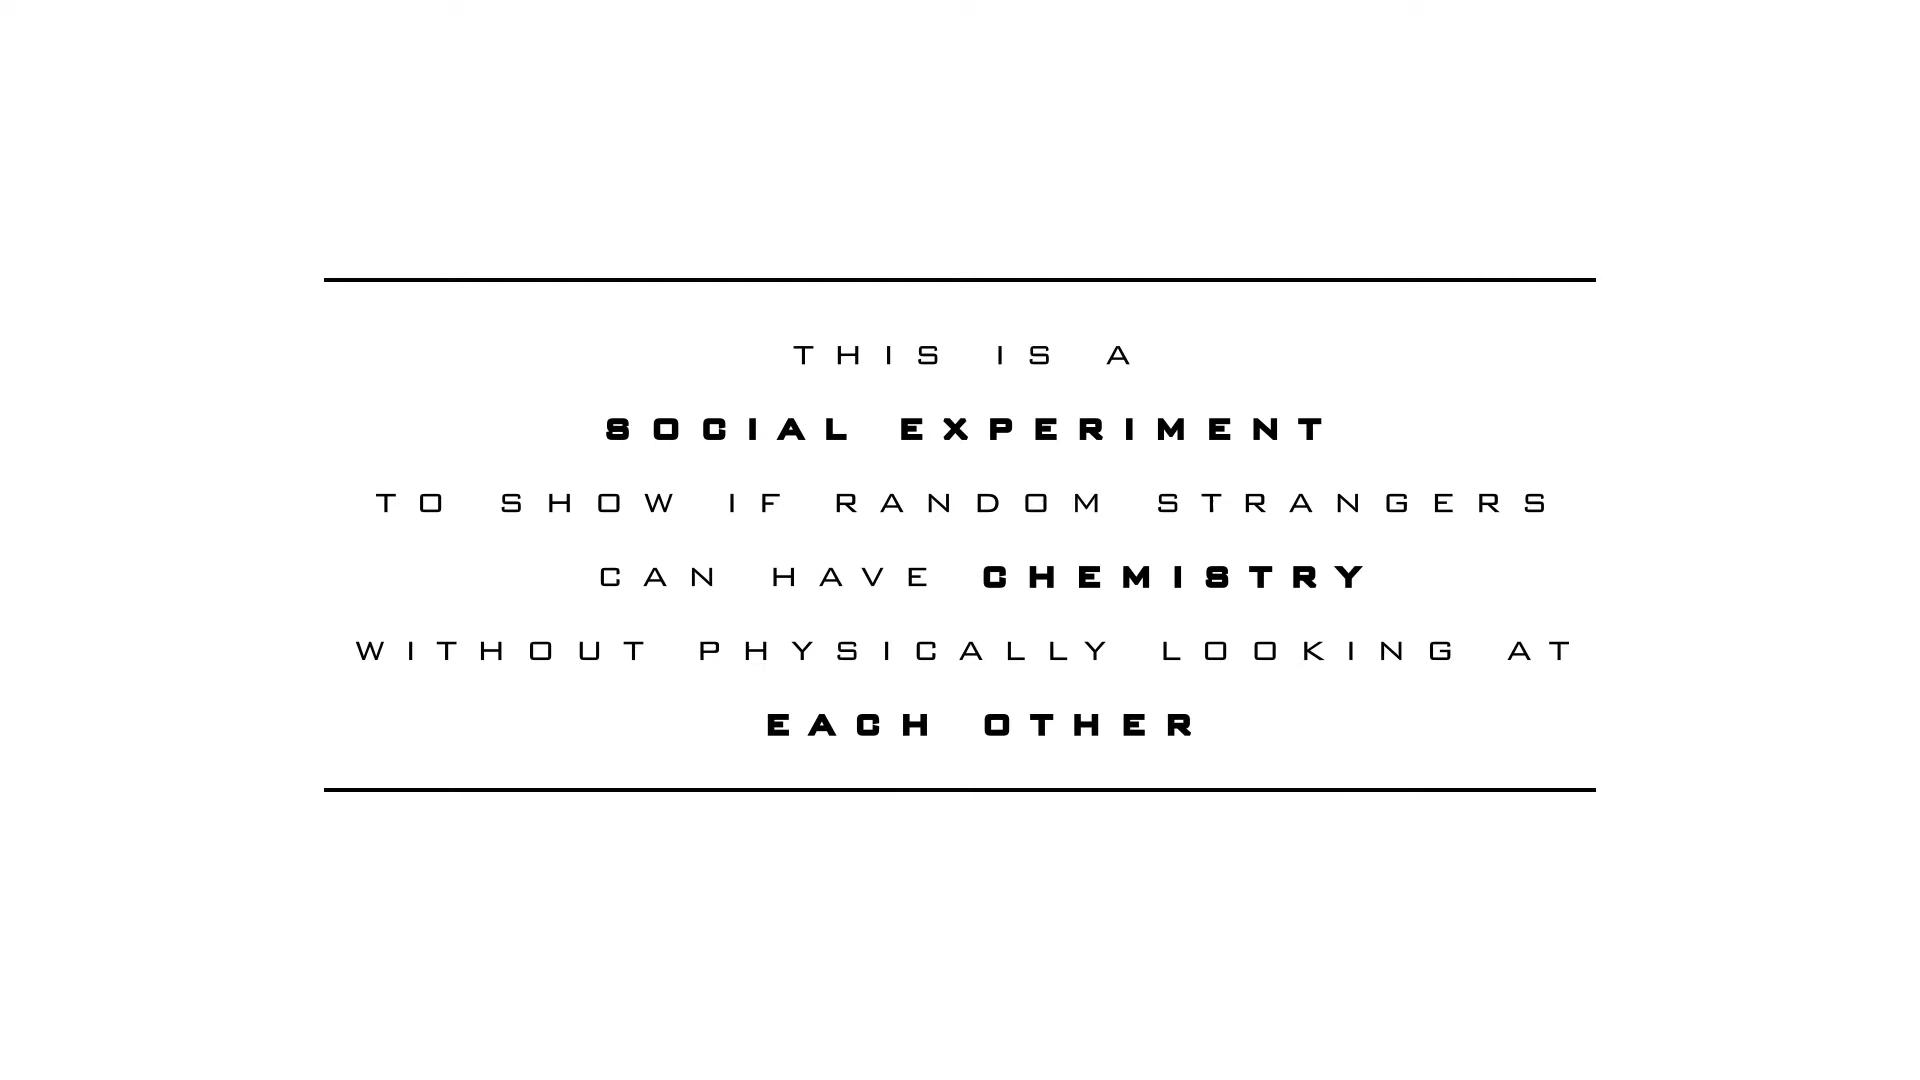 THIS IS A
SOCIAL EXPERIMENT
TO SHOW IF RANDOM STRANGERS
CAN HAVE CHEMISTRY
WITHOUT PHYSICALLY LOOKING AT
EACH OTHER